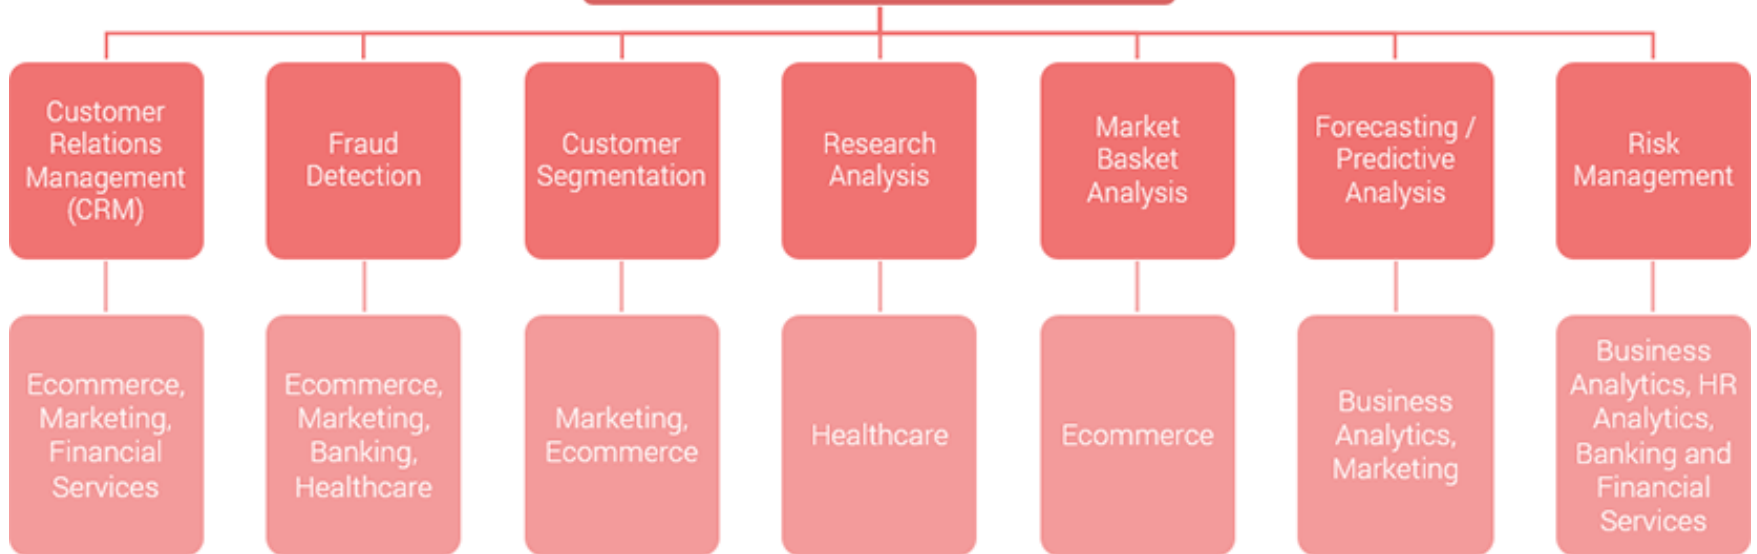 Customer
Relations
Management
(CRM)
Fraud
Detection
Customer
Segmentation
Research
Analysis
Market
Basket
Analysis
Forecasting /
Predictive
Analysis
Risk
Management
Ecommerce,
Marketing,
Financial
Services
Ecommerce,
Marketing,
Banking,
Healthcare
Marketing,
Ecommerce
Healthcare
Ecommerce
Business
Analytics,
Marketing
Business
Analytics, HR
Analytics,
Banking and
Financial
Services